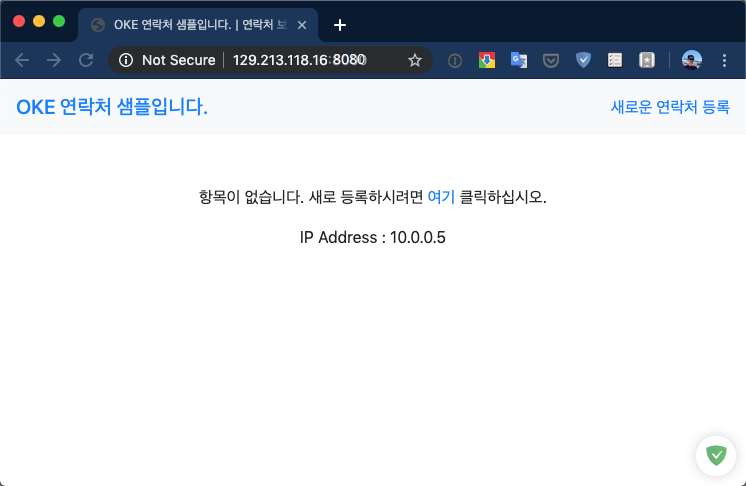 OKE 연락처 샘플입니다. | 연락처 보
Not Secure | 129.213.118.16:8080
OKE 연락처 샘플입니다.
새로운 연락처 등록
항목이 없습니다. 새로 등록하시려면 여기 클릭하십시오.
IP Address : 10.0.0.5